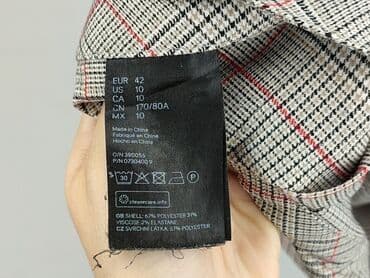 EUR 42
US 10
CA 10
CN 170/80A
MX 10
Made in China
Fabriqué en Chine
Hecho en China
O/N 390055
P/N 0730400 9
30
clevercare.info
GB SHELL: 67% POLYESTER 31%
VISCOSE 2% ELASTANE.
CZ SVRCHNÍ LÁTKA: 67%